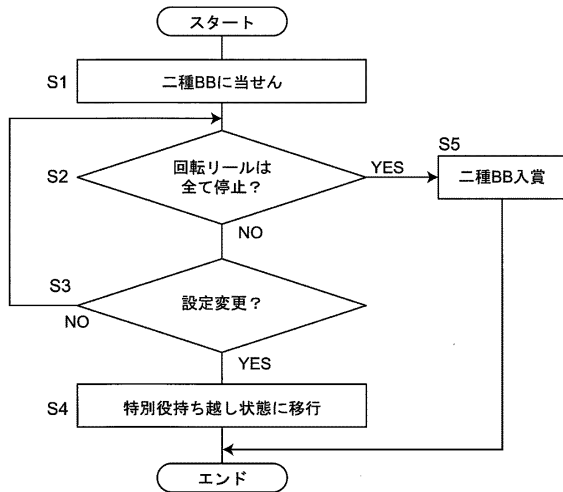 スタート
S1
二種BBに当せん
S2
回転リールは
全て停止？
YES
S5
二種BB入賞
NO
S3
設定変更？
NO
YES
S4
特別役持ち越し状態に移行
エンド